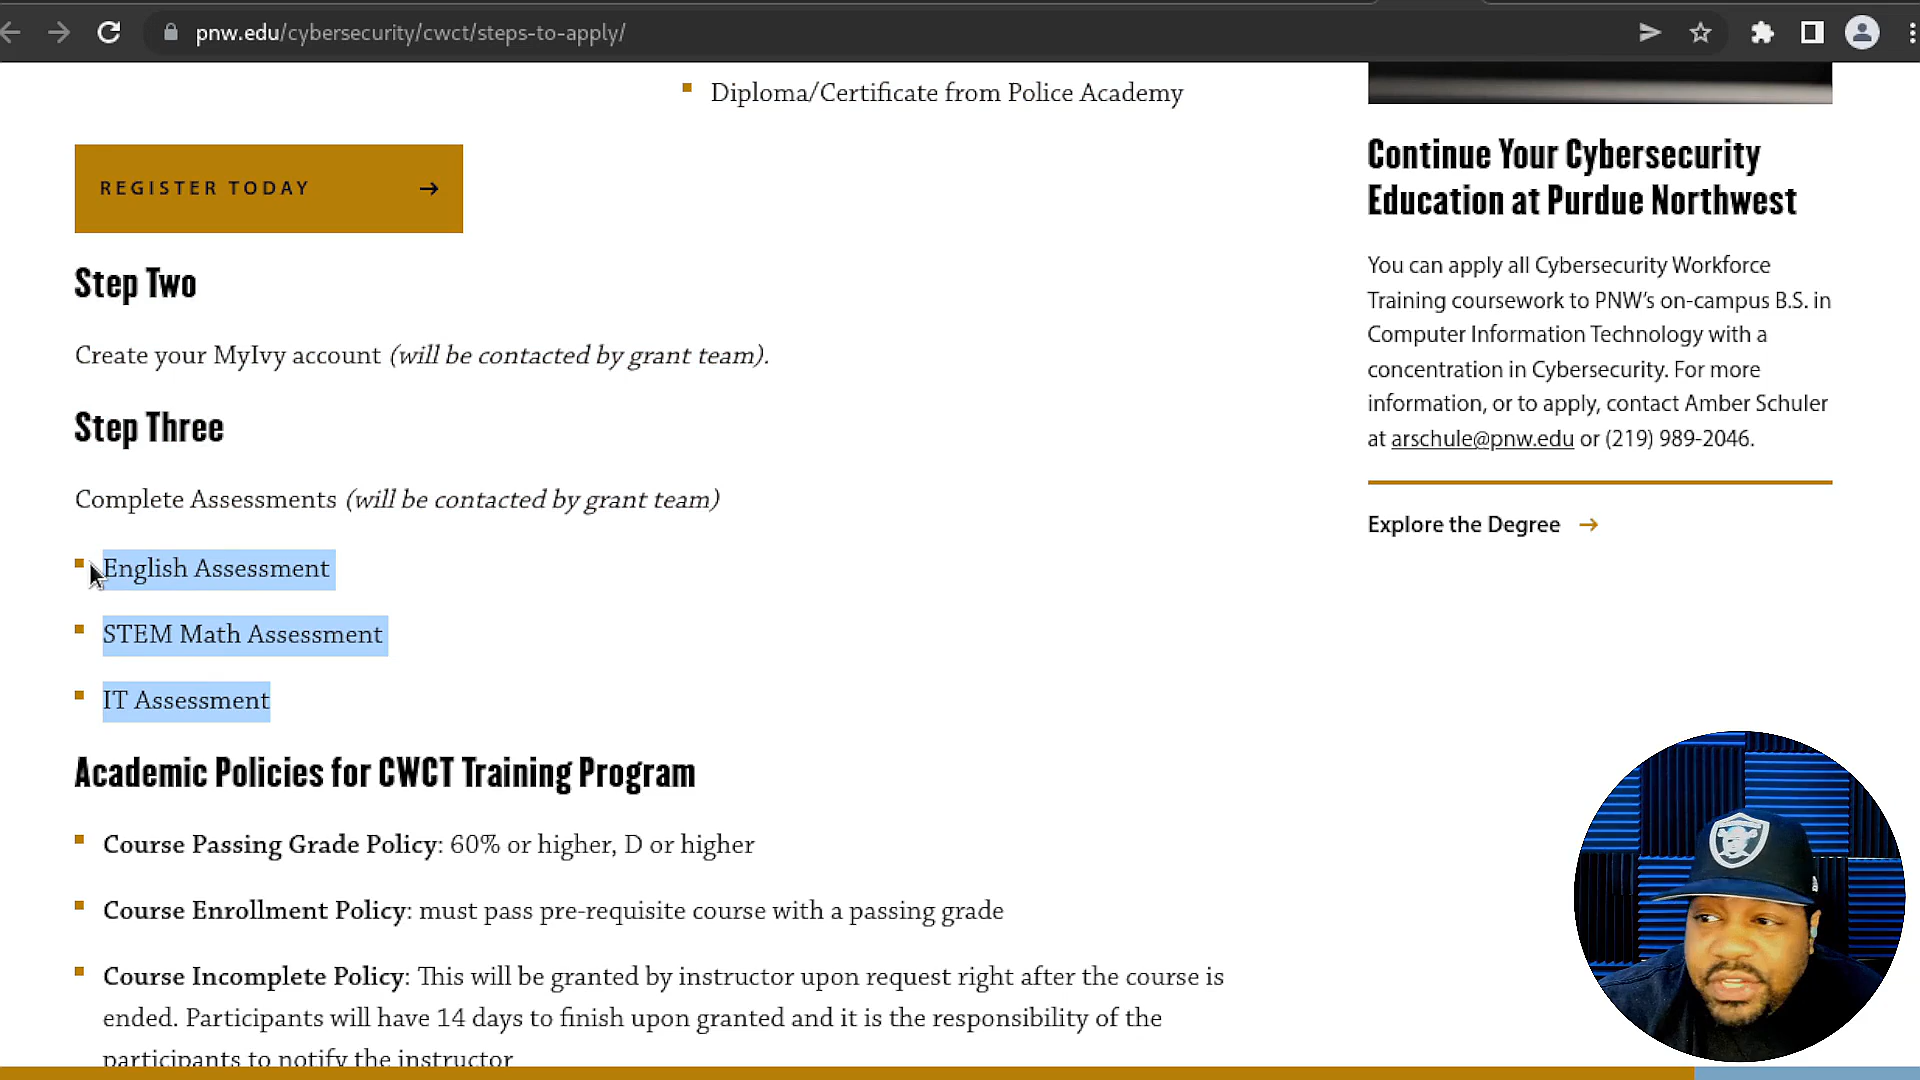 pnw.edu/cybersecurity/cwct/steps-to-apply/
Diploma/Certificate from Police Academy
REGISTER TODAY →
Step Two
Create your MyIvy account (will be contacted by grant team).
Step Three
Complete Assessments (will be contacted by grant team)
English Assessment
STEM Math Assessment
IT Assessment
Academic Policies for CWCT Training Program
Course Passing Grade Policy: 60% or higher, D or higher
Course Enrollment Policy: must pass pre-requisite course with a passing grade
Course Incomplete Policy: This will be granted by instructor upon request right after the course is
ended. Participants will have 14 days to finish upon granted and it is the responsibility of the
participants to notify the instructor
Continue Your Cybersecurity
Education at Purdue Northwest
You can apply all Cybersecurity Workforce
Training coursework to PNW’s on-campus B.S. in
Computer Information Technology with a
concentration in Cybersecurity. For more
information, or to apply, contact Amber Schuler
at arschule@pnw.edu or (219) 989-2046.
Explore the Degree →